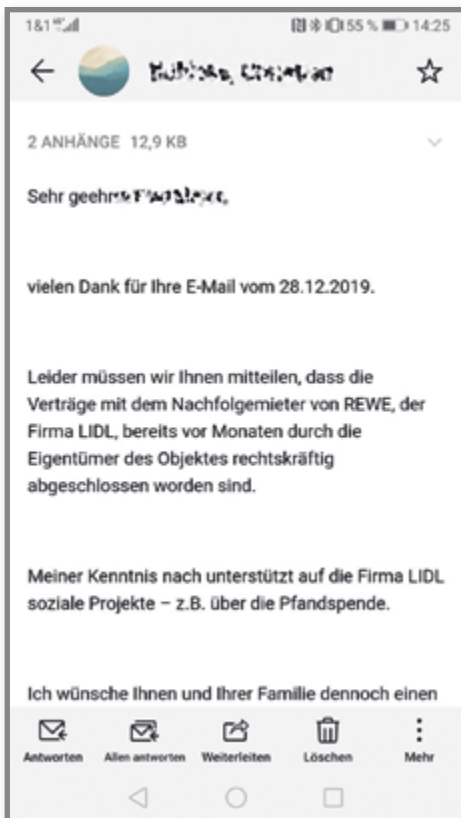 1&1
55 % 14:25
2 ANHÄNGE 12,9 KB
Sehr
vielen Dank für Ihre E-Mail vom 28.12.2019.
Leider müssen wir Ihnen mitteilen, dass die
Verträge mit dem Nachfolgemieter von REWE, der
Firma LIDL, bereits vor Monaten durch die
Eigentümer des Objektes rechtskräftig
abgeschlossen worden sind.
Meiner Kenntnis nach unterstützt auf die Firma LIDL
soziale Projekte – z.B. über die Pfandspende.
Ich wünsche Ihnen und Ihrer Familie dennoch einen
Antworten Allen antworten Weiterleiten Löschen Mehr